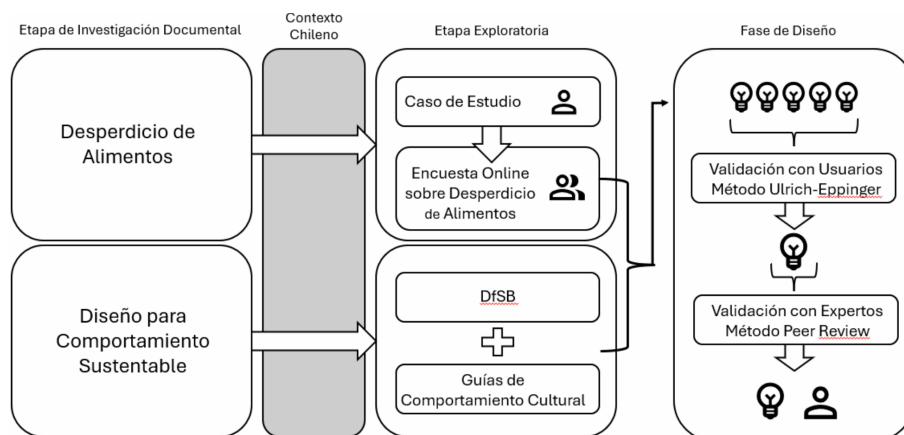 Etapa de Investigación Documental
Contexto
Chileno
Etapa Exploratoria
Fase de Diseño
Desperdicio de
Alimentos
Caso de Estudio
Encuesta Online
sobre Desperdicio
de Alimentos
Diseño para
Comportamiento
Sustentable
DfSB
Guías de
Comportamiento Cultural
Validación con Usuarios
Método Ulrich-Eppinger
Validación con Expertos
Método Peer Review